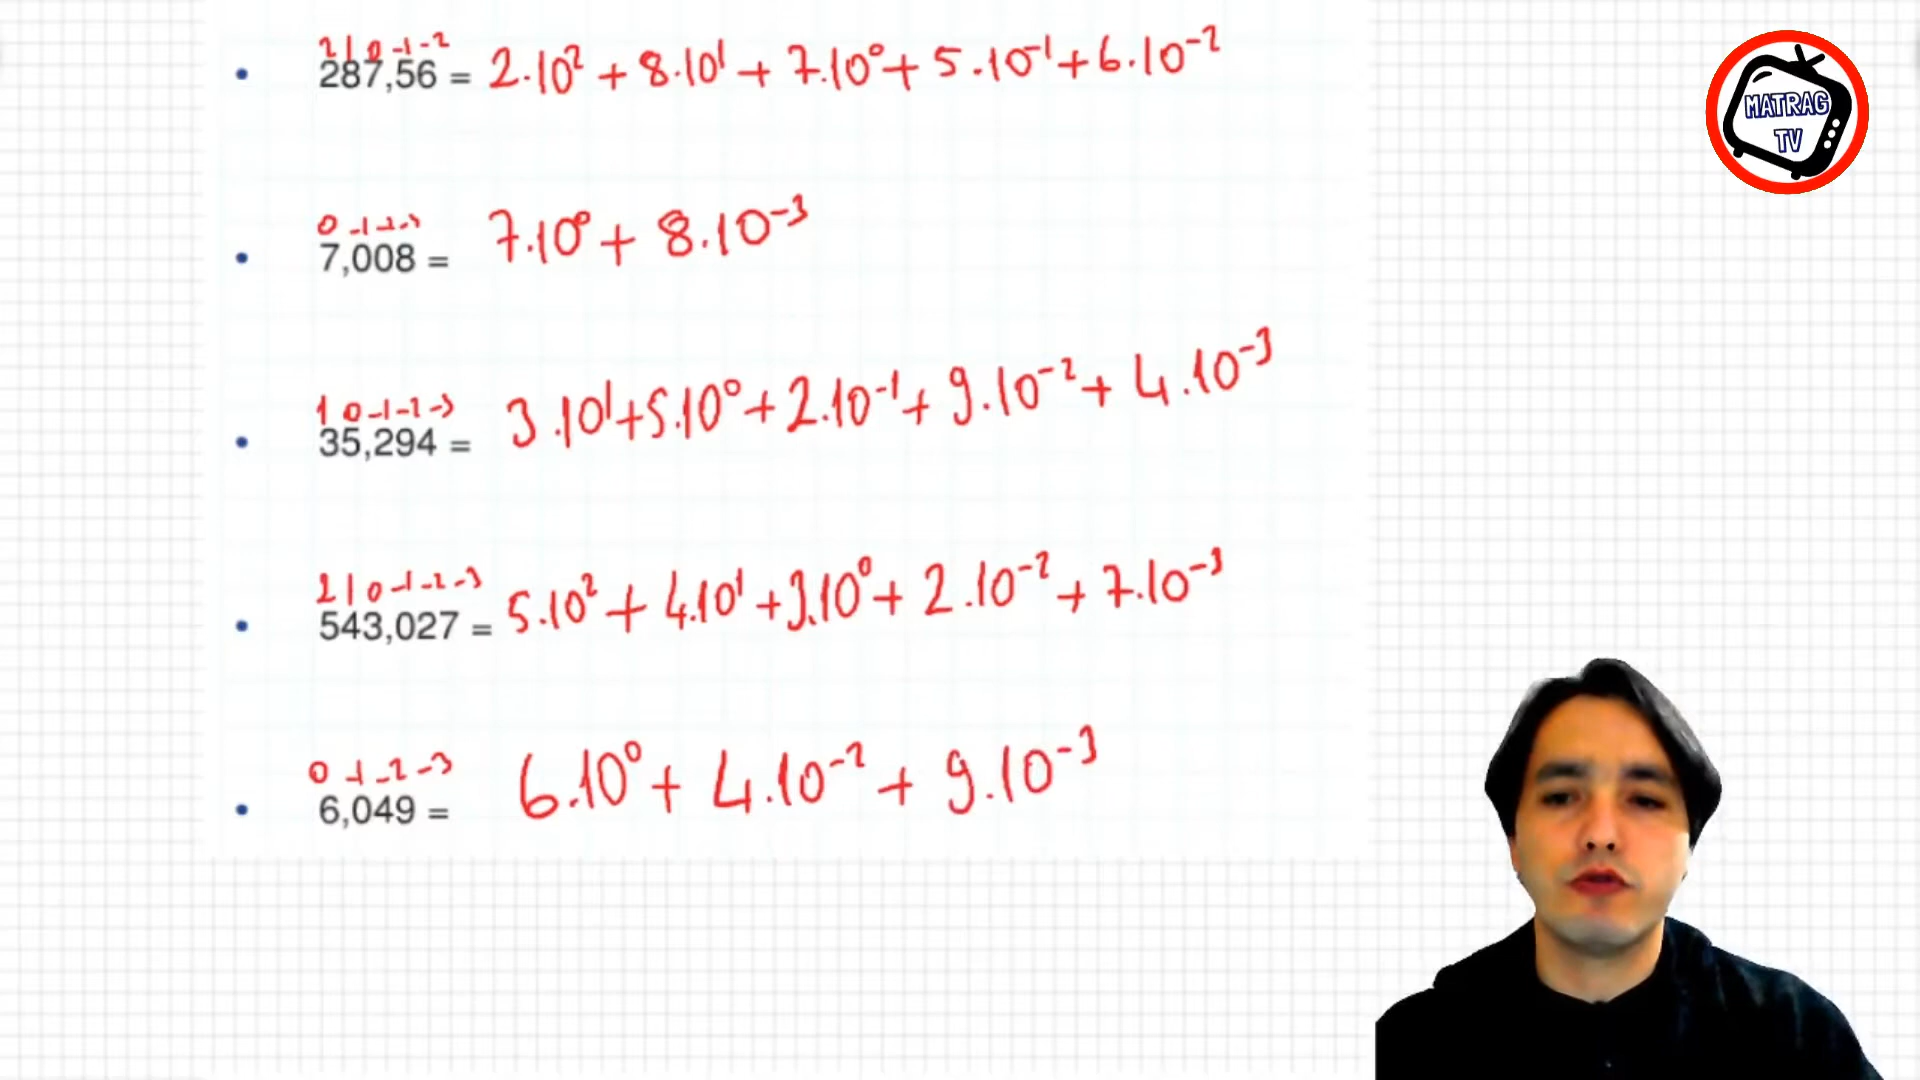 2 1 0 -1 -2
287,56 = 2.10² + 8.10¹ + 7.10⁰ + 5.10⁻¹ + 6.10⁻²
MATRAG
TV
0 -1 -2 -3
7,008 = 7.10⁰ + 8.10⁻³
1 0 -1 -2 -3
35,294 = 3.10¹ + 5.10⁰ + 2.10⁻¹ + 9.10⁻² + 4.10⁻³
2 1 0 -1 -2 -3
543,027 = 5.10² + 4.10¹ + 3.10⁰ + 2.10⁻² + 7.10⁻³
0 -1 -2 -3
6,049 = 6.10⁰ + 4.10⁻² + 9.10⁻³